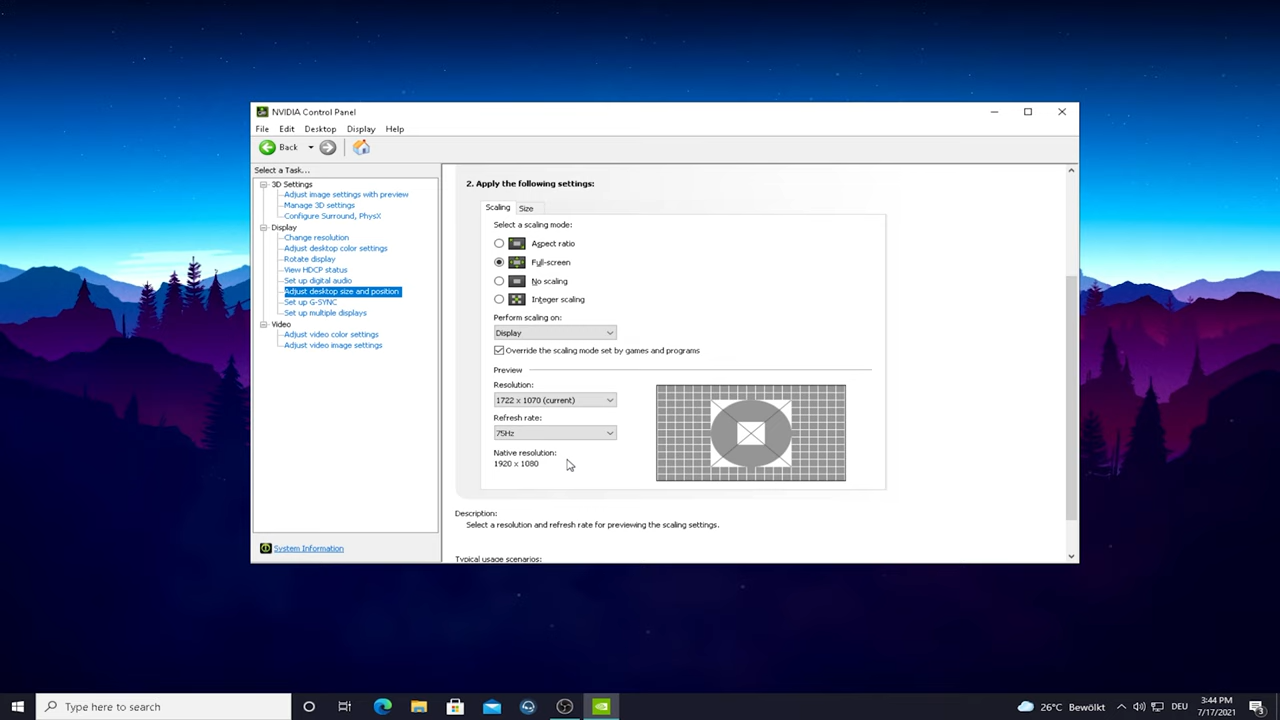 NVIDIA Control Panel
File Edit Desktop Display Help
Back
Select a Task...
3D Settings
Adjust image settings with preview
Manage 3D settings
Configure Surround, PhysX
Display
Change resolution
Adjust desktop color settings
Rotate display
View HDCP status
Set up digital audio
Adjust desktop size and position
Set up G-SYNC
Set up multiple displays
Video
Adjust video color settings
Adjust video image settings
System Information
2. Apply the following settings:
Scaling Size
Select a scaling mode:
Aspect ratio
Full-screen
No scaling
Integer scaling
Perform scaling on:
Display
Override the scaling mode set by games and programs
Preview
Resolution:
1722 x 1070 (current)
Refresh rate:
75Hz
Native resolution:
1920 x 1080
Description:
Select a resolution and refresh rate for previewing the scaling settings.
Typical usage scenarios:
Type here to search
26°C Bewölkt
DEU
3:44 PM
7/17/2021